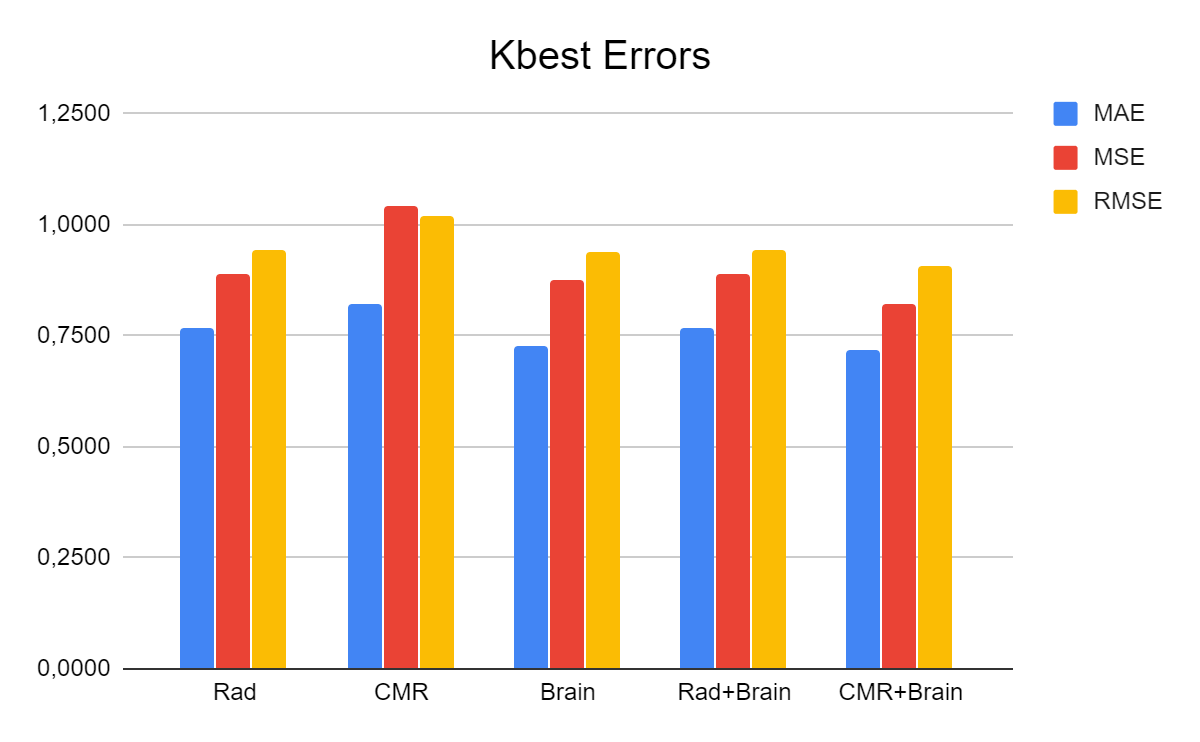 Kbest Errors
1,2500
1,0000
0,7500
0,5000
0,2500
0,0000
Rad
CMR
Brain
Rad+Brain
CMR+Brain
MAE
MSE
RMSE